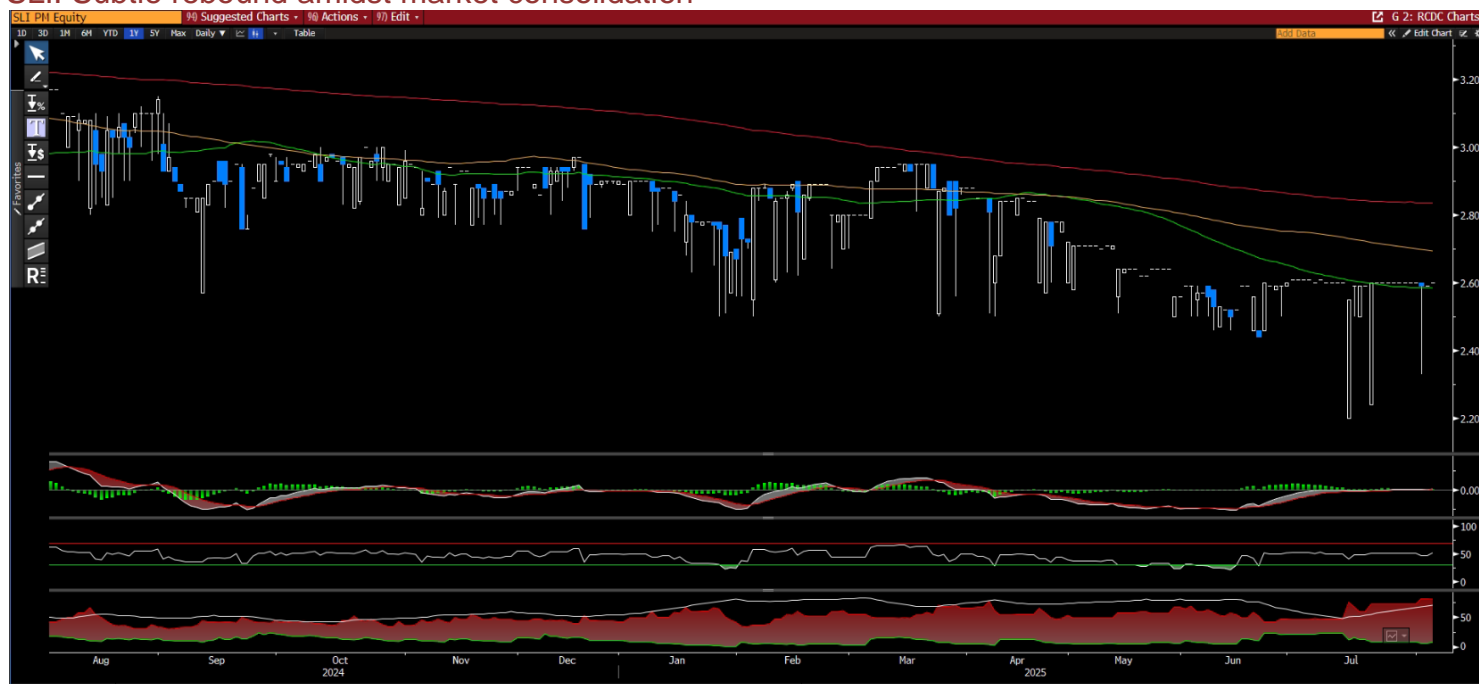 SLI: Subtle rebound amidst market consolidation
SLI PM Equity 94) Suggested Charts 96) Actions 97) Edit G 2: RCDC Charts
1D 3D 1M 6M YTD 1Y 5Y Max Daily Table Add Data Edit Chart
Favorites
T
R
3.20
3.00
2.80
2.60
2.40
2.20
0.00
100
50
0
50
0
Aug Sep Oct Nov Dec Jan Feb Mar Apr May Jun Jul
2024 2025